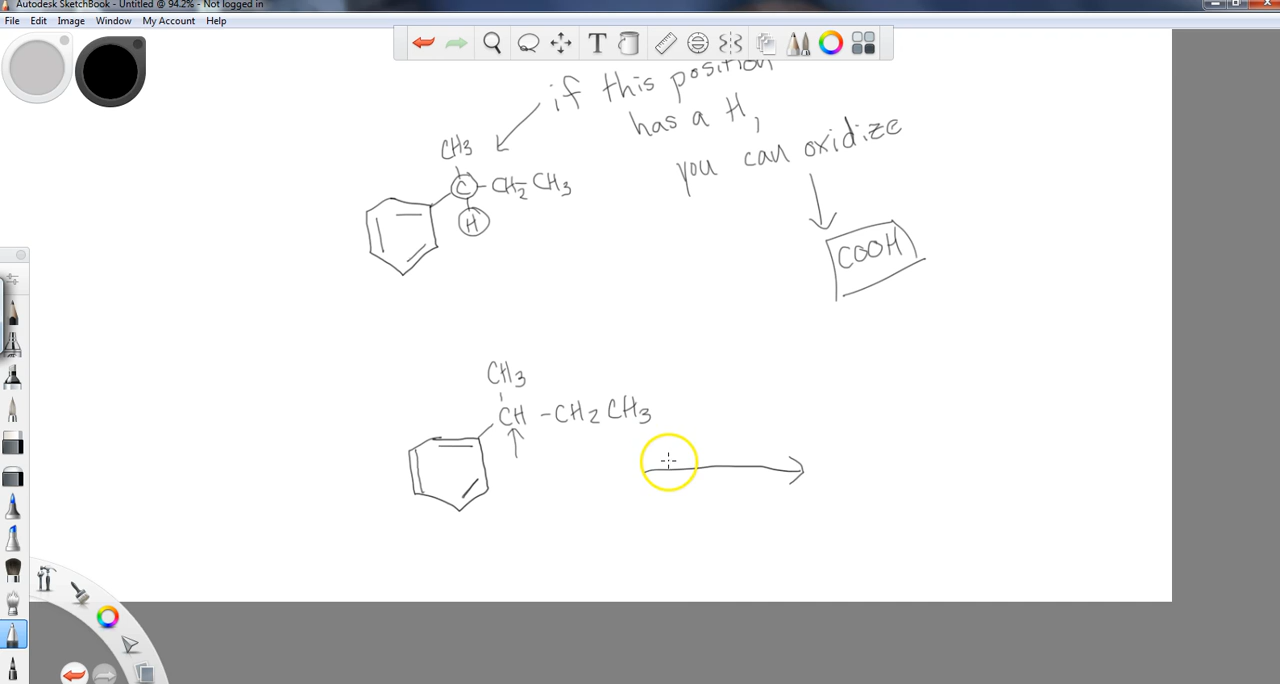 Autodesk SketchBook - Untitled @ 94.2% - Not logged in
File Edit Image Window My Account Help
if this position
has a H,
you can oxidize
CH3
C - CH2 CH3
H
COOH
CH3
CH - CH2 CH3